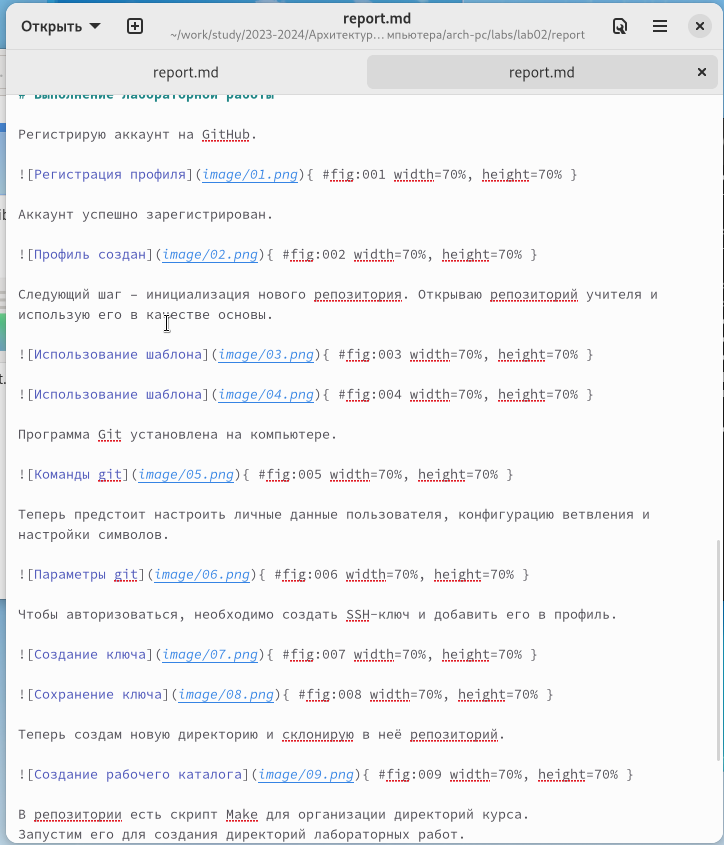 Открыть
report.md
~/work/study/2023-2024/Архитектур… мпьютера/arch-pc/labs/lab02/report
report.md
report.md
# Выполнение лабораторной работы
Регистрирую аккаунт на GitHub.
![Регистрация профиля](image/01.png){ #fig:001 width=70%, height=70% }
Аккаунт успешно зарегистрирован.
![Профиль создан](image/02.png){ #fig:002 width=70%, height=70% }
Следующий шаг – инициализация нового репозитория. Открываю репозиторий учителя и
использую его в качестве основы.
![Использование шаблона](image/03.png){ #fig:003 width=70%, height=70% }
![Использование шаблона](image/04.png){ #fig:004 width=70%, height=70% }
Программа Git установлена на компьютере.
![Команды git](image/05.png){ #fig:005 width=70%, height=70% }
Теперь предстоит настроить личные данные пользователя, конфигурацию ветвления и
настройки символов.
![Параметры git](image/06.png){ #fig:006 width=70%, height=70% }
Чтобы авторизоваться, необходимо создать SSH-ключ и добавить его в профиль.
![Создание ключа](image/07.png){ #fig:007 width=70%, height=70% }
![Сохранение ключа](image/08.png){ #fig:008 width=70%, height=70% }
Теперь создам новую директорию и склонирую в неё репозиторий.
![Создание рабочего каталога](image/09.png){ #fig:009 width=70%, height=70% }
В репозитории есть скрипт Make для организации директорий курса.
Запустим его для создания директорий лабораторных работ.